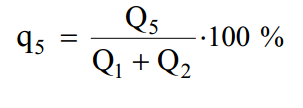 q₅ = Q₅ / (Q₁ + Q₂) · 100 %